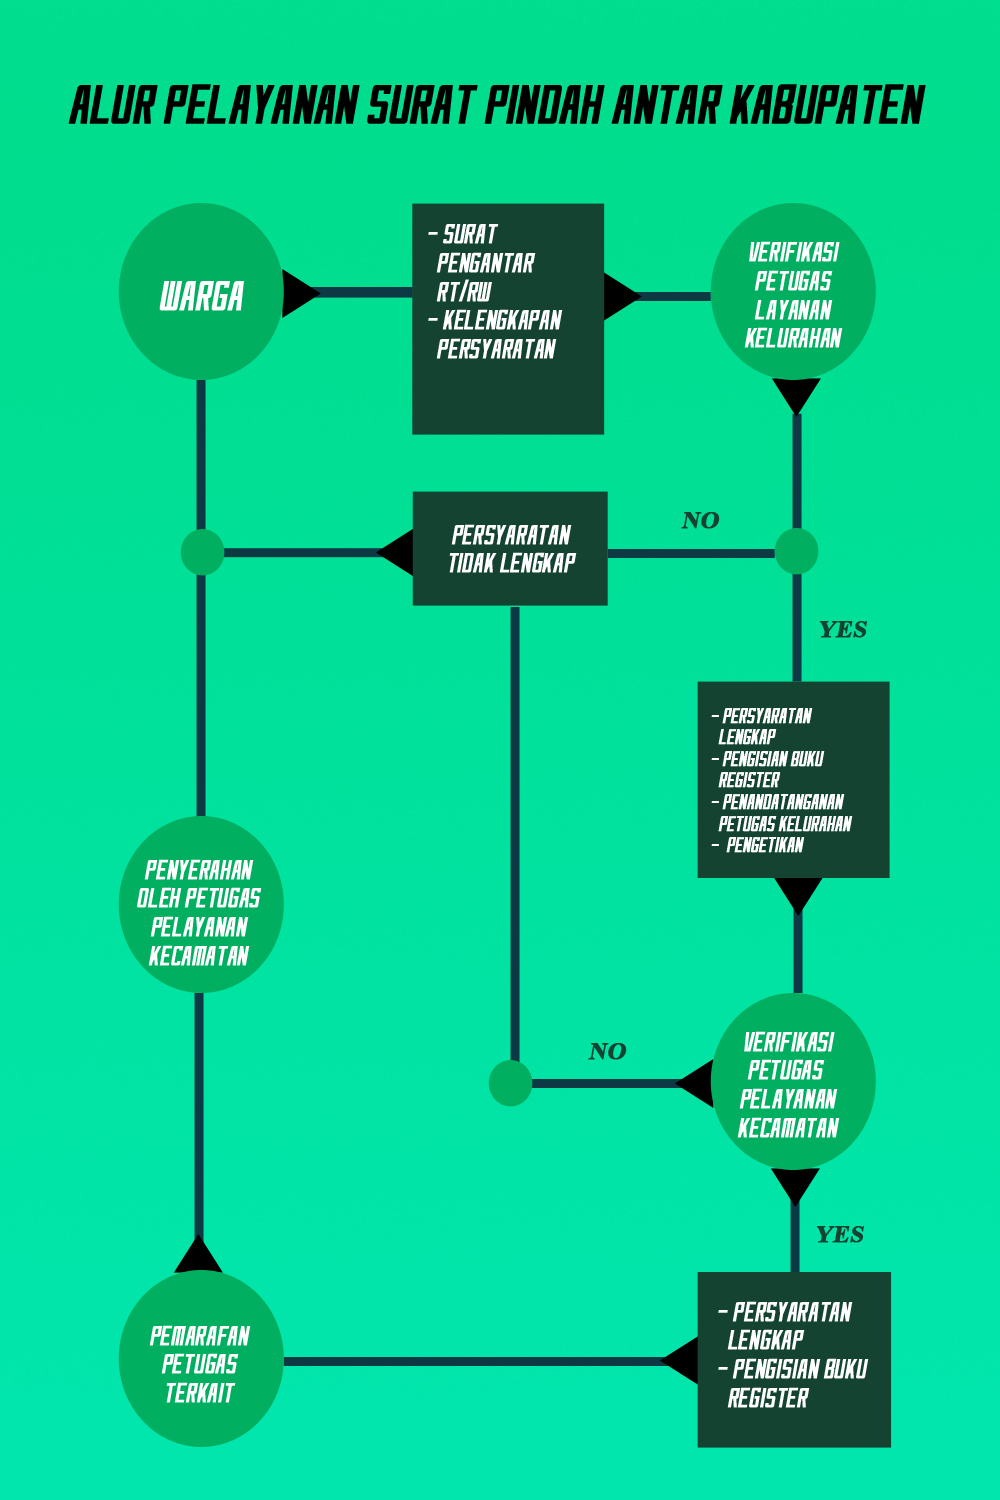 ALUR PELAYANAN SURAT PINDAH ANTAR KABUPATEN
WARGA
- SURAT
PENGANTAR
RT/RW
- KELENGKAPAN
PERSYARATAN
VERIFIKASI
PETUGAS
LAYANAN
KELURAHAN
PERSYARATAN
TIDAK LENGKAP
NO
YES
- PERSYARATAN
LENGKAP
- PENGISIAN BUKU
REGISTER
- PENANDATANGANAN
PETUGAS KELURAHAN
- PENGETIKAN
PENYERAHAN
OLEH PETUGAS
PELAYANAN
KECAMATAN
NO
VERIFIKASI
PETUGAS
PELAYANAN
KECAMATAN
YES
PEMARAFAN
PETUGAS
TERKAIT
- PERSYARATAN
LENGKAP
- PENGISIAN BUKU
REGISTER